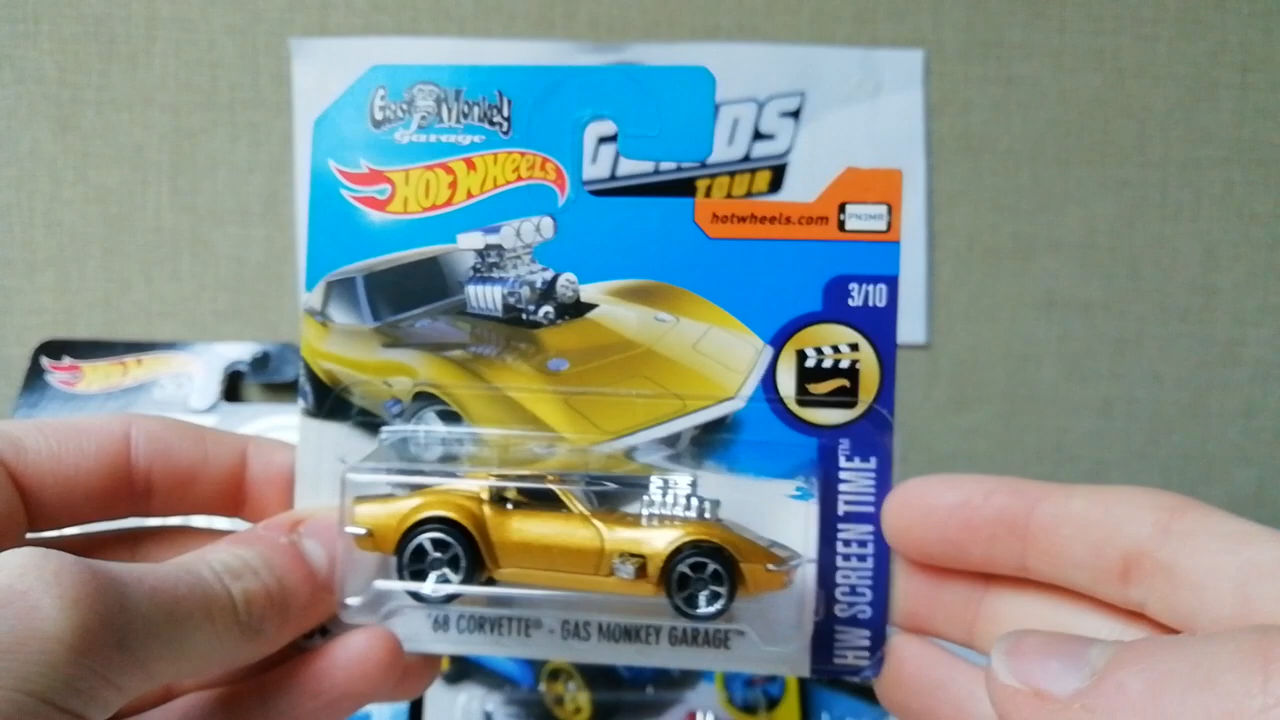 Gas Monkey
Garage
HOT WHEELS
TOUR
hotwheels.com
3/10
HW SCREEN TIME™
'68 CORVETTE® - GAS MONKEY GARAGE™